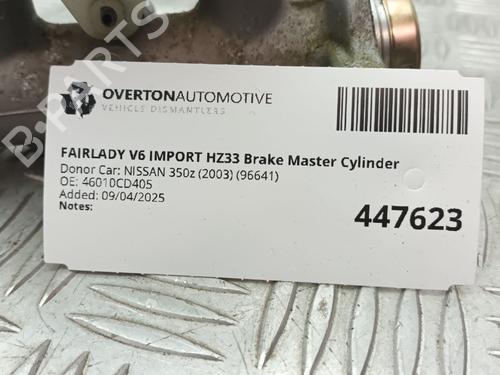 OVERTONAUTOMOTIVE
VEHICLE DISMANTLERS
FAIRLADY V6 IMPORT HZ33 Brake Master Cylinder
Donor Car: NISSAN 350z (2003) (96641)
OE: 46010CD405
Added: 09/04/2025
Notes:
447623
B-PARTS